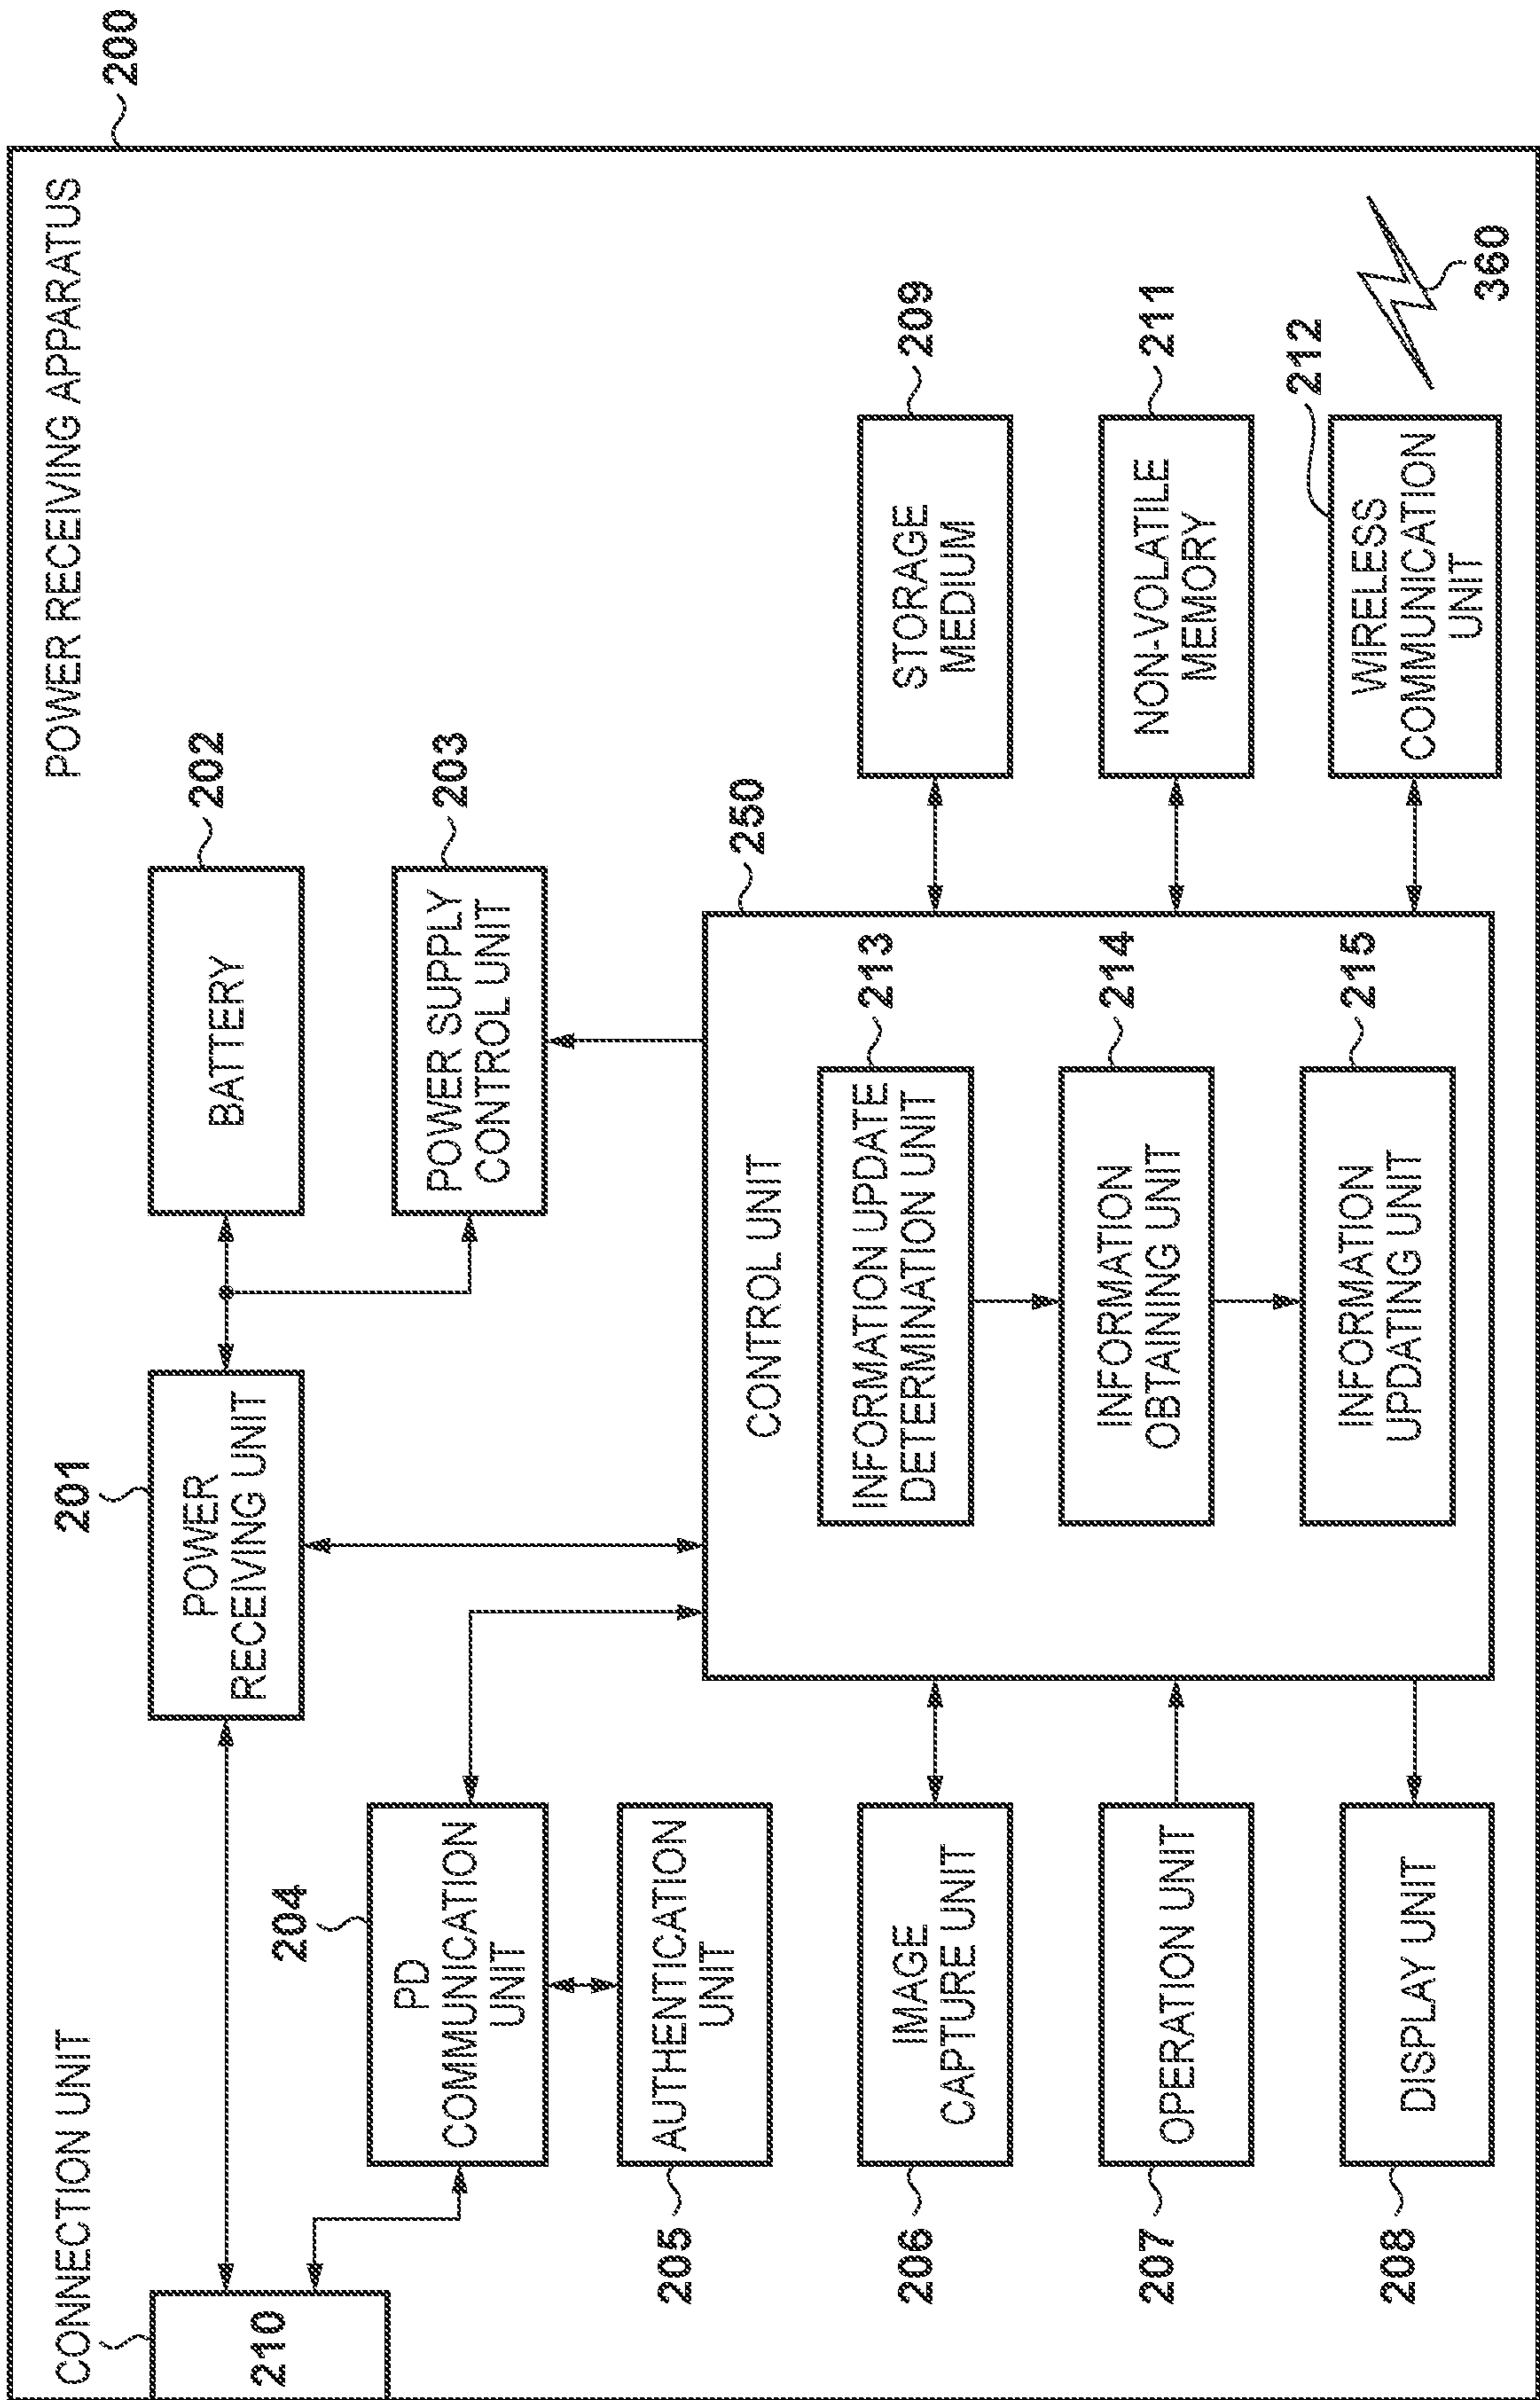 200
POWER RECEIVING APPARATUS
CONNECTION UNIT
210
201
POWER
RECEIVING UNIT
202
BATTERY
203
POWER SUPPLY
CONTROL UNIT
204
PD
COMMUNICATION
UNIT
AUTHENTICATION
UNIT
205
250
CONTROL UNIT
INFORMATION UPDATE
DETERMINATION UNIT
213
INFORMATION
OBTAINING UNIT
214
INFORMATION
UPDATING UNIT
215
IMAGE
CAPTURE UNIT
206
OPERATION UNIT
207
DISPLAY UNIT
208
STORAGE
MEDIUM
209
NON-VOLATILE
MEMORY
211
WIRELESS
COMMUNICATION
UNIT
212
360